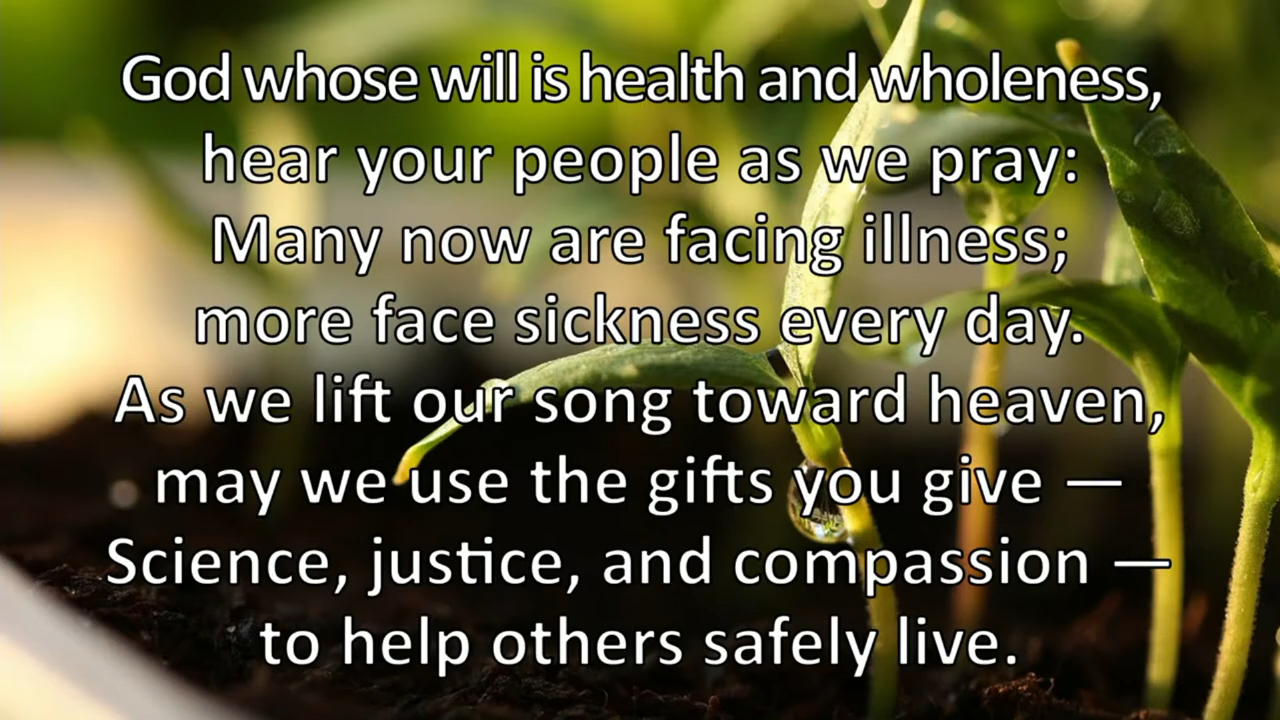 God whose will is health and wholeness,
hear your people as we pray:
Many now are facing illness;
more face sickness every day.
As we lift our song toward heaven,
may we use the gifts you give —
Science, justice, and compassion —
to help others safely live.